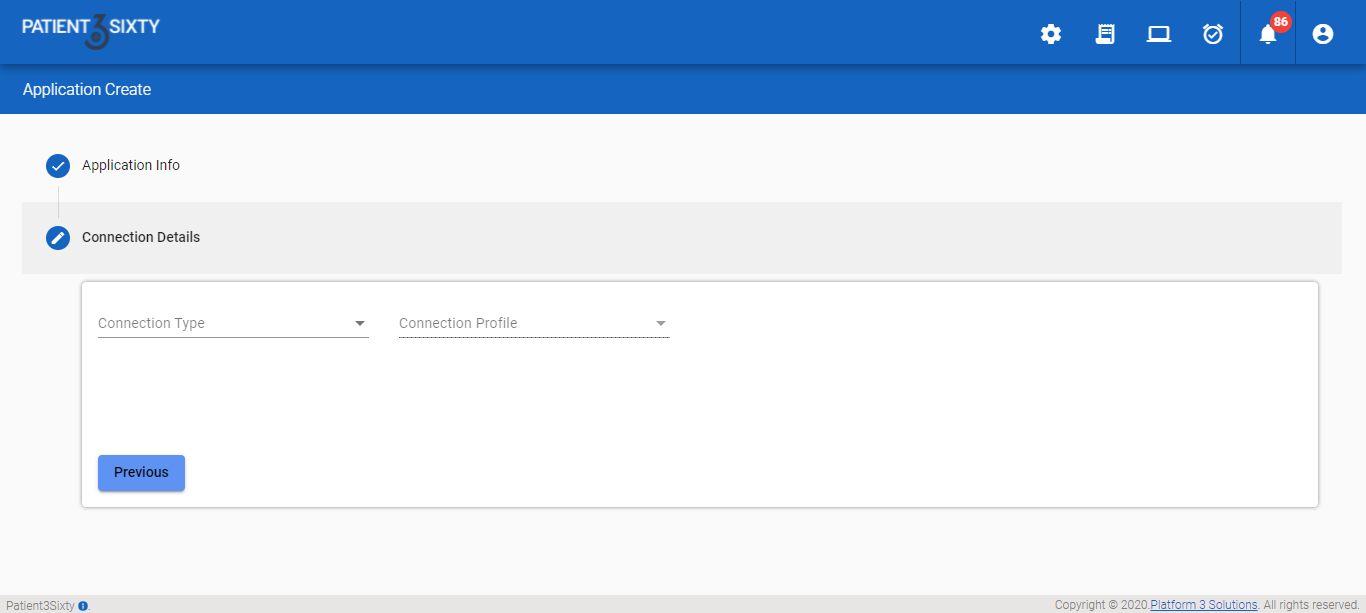 PATIENT3SIXTY
86
Application Create
Application Info
Connection Details
Connection Type Connection Profile
Previous
Patient3Sixty
Copyright © 2020.Platform 3 Solutions. All rights reserved.